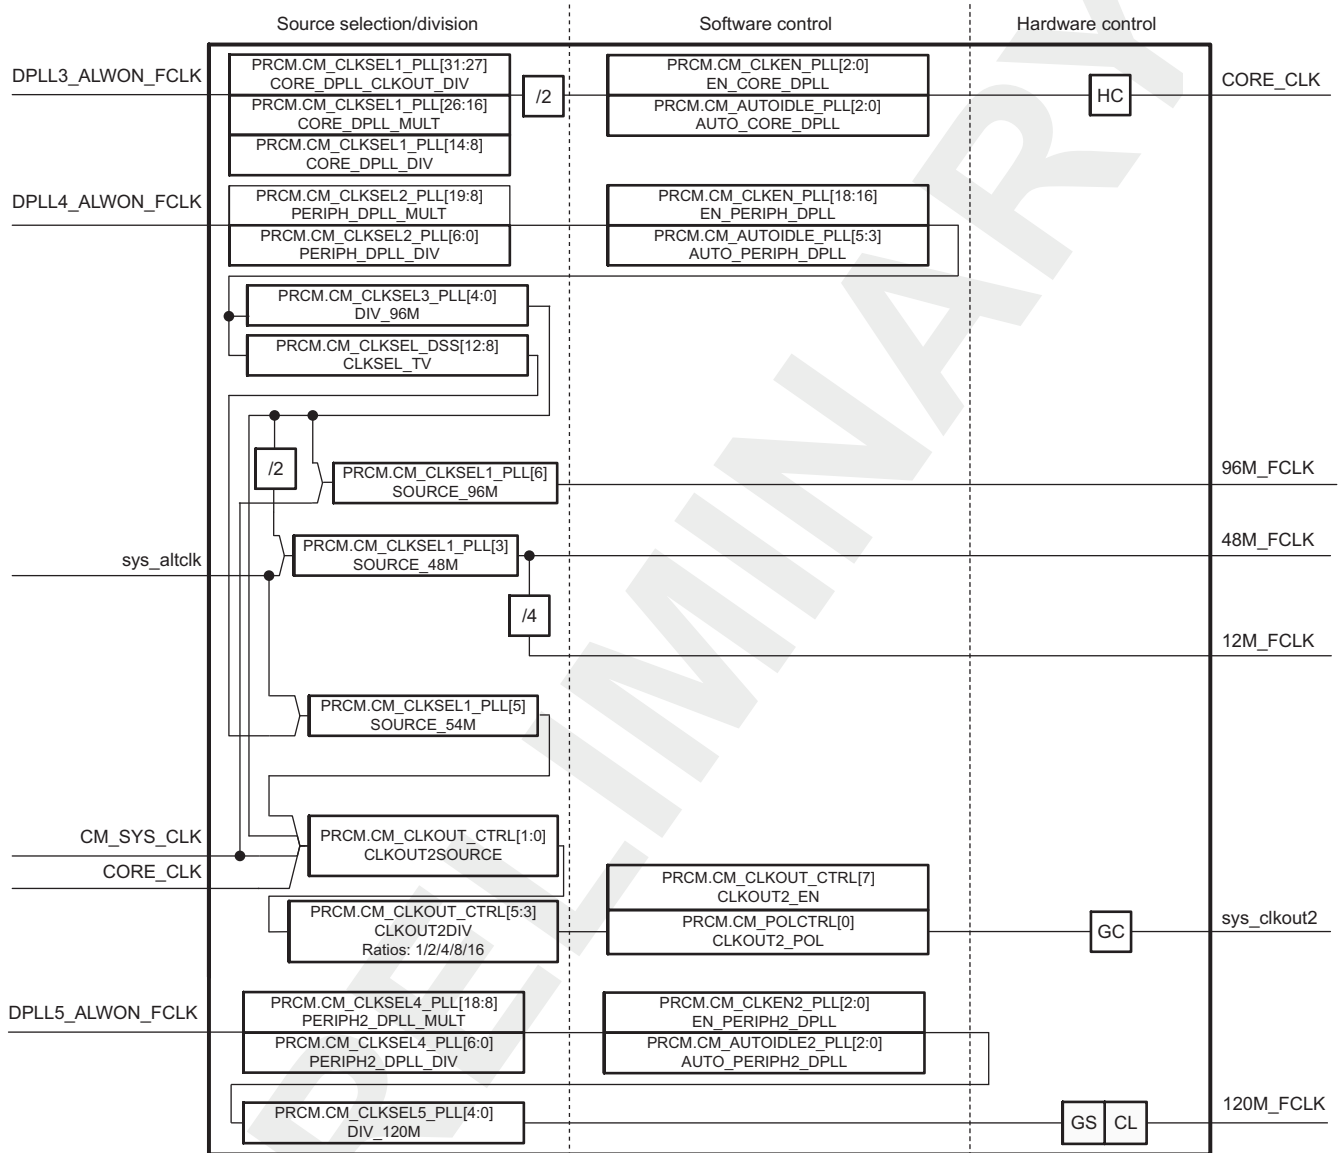 Source selection/division
Software control
Hardware control
DPLL3_ALWON_FCLK
PRCM.CM_CLKSEL1_PLL[31:27]
CORE_DPLL_CLKOUT_DIV
PRCM.CM_CLKSEL1_PLL[26:16]
CORE_DPLL_MULT
PRCM.CM_CLKSEL1_PLL[14:8]
CORE_DPLL_DIV
/2
PRCM.CM_CLKEN_PLL[2:0]
EN_CORE_DPLL
PRCM.CM_AUTOIDLE_PLL[2:0]
AUTO_CORE_DPLL
HC
CORE_CLK
DPLL4_ALWON_FCLK
PRCM.CM_CLKSEL2_PLL[19:8]
PERIPH_DPLL_MULT
PRCM.CM_CLKSEL2_PLL[6:0]
PERIPH_DPLL_DIV
PRCM.CM_CLKEN_PLL[18:16]
EN_PERIPH_DPLL
PRCM.CM_AUTOIDLE_PLL[5:3]
AUTO_PERIPH_DPLL
PRCM.CM_CLKSEL3_PLL[4:0]
DIV_96M
PRCM.CM_CLKSEL_DSS[12:8]
CLKSEL_TV
/2
PRCM.CM_CLKSEL1_PLL[6]
SOURCE_96M
96M_FCLK
sys_altclk
PRCM.CM_CLKSEL1_PLL[3]
SOURCE_48M
48M_FCLK
/4
12M_FCLK
PRCM.CM_CLKSEL1_PLL[5]
SOURCE_54M
CM_SYS_CLK
CORE_CLK
PRCM.CM_CLKOUT_CTRL[1:0]
CLKOUT2SOURCE
PRCM.CM_CLKOUT_CTRL[5:3]
CLKOUT2DIV
Ratios: 1/2/4/8/16
PRCM.CM_CLKOUT_CTRL[7]
CLKOUT2_EN
PRCM.CM_POLCTRL[0]
CLKOUT2_POL
GC
sys_clkout2
DPLL5_ALWON_FCLK
PRCM.CM_CLKSEL4_PLL[18:8]
PERIPH2_DPLL_MULT
PRCM.CM_CLKSEL4_PLL[6:0]
PERIPH2_DPLL_DIV
PRCM.CM_CLKEN2_PLL[2:0]
EN_PERIPH2_DPLL
PRCM.CM_AUTOIDLE2_PLL[2:0]
AUTO_PERIPH2_DPLL
PRCM.CM_CLKSEL5_PLL[4:0]
DIV_120M
GS CL
120M_FCLK
PRELIMINARY